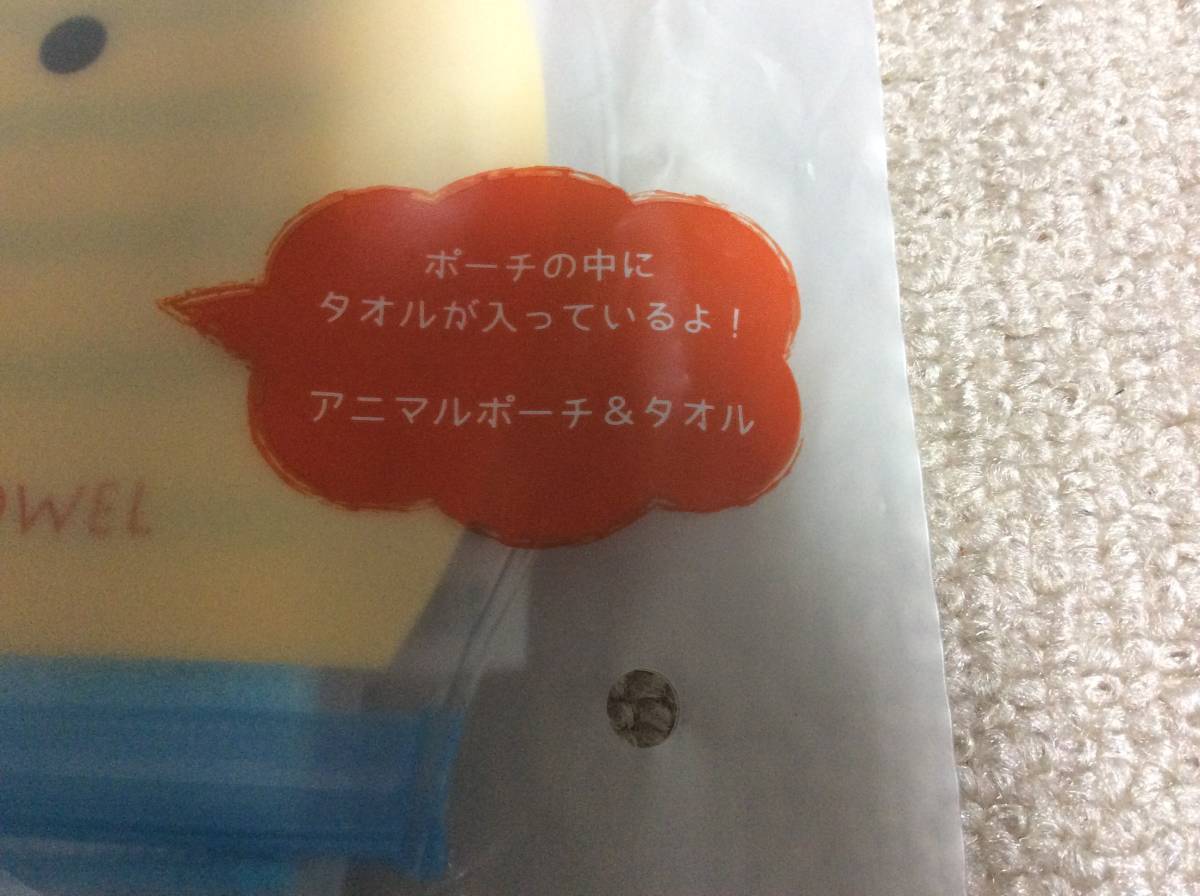 ポーチの中に
タオルが入っているよ！
アニマルポーチ＆タオル
OWEL